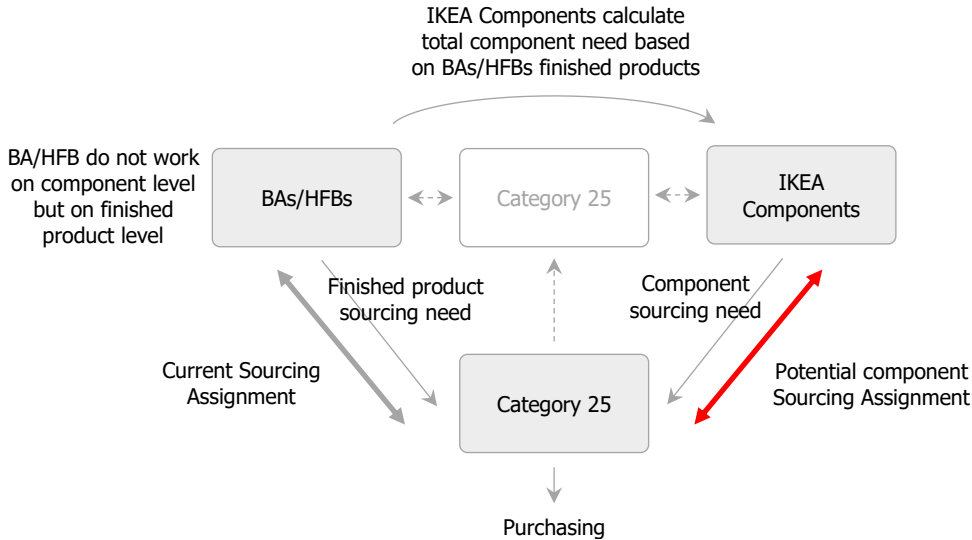 IKEA Components calculate
total component need based
on BAs/HFBs finished products
BA/HFB do not work
on component level
but on finished
product level
BAs/HFBs
Category 25
IKEA
Components
Finished product
sourcing need
Component
sourcing need
Current Sourcing
Assignment
Category 25
Potential component
Sourcing Assignment
Purchasing